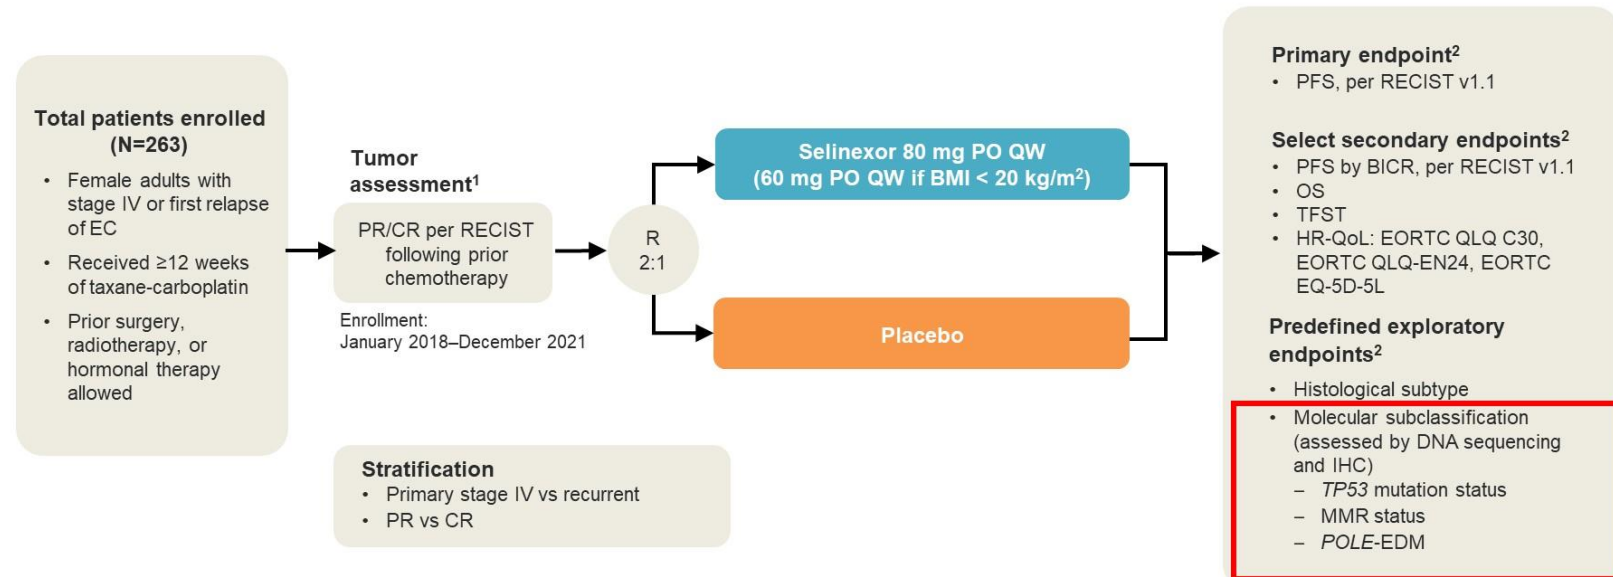 Total patients enrolled
(N=263)
• Female adults with
stage IV or first relapse
of EC
• Received ≥12 weeks
of taxane-carboplatin
• Prior surgery,
radiotherapy, or
hormonal therapy
allowed
Tumor
assessment¹
PR/CR per RECIST
following prior
chemotherapy
Enrollment:
January 2018–December 2021
Stratification
• Primary stage IV vs recurrent
• PR vs CR
R
2:1
Selinexor 80 mg PO QW
(60 mg PO QW if BMI < 20 kg/m²)
Placebo
Primary endpoint²
• PFS, per RECIST v1.1
Select secondary endpoints²
• PFS by BICR, per RECIST v1.1
• OS
• TFST
• HR-QoL: EORTC QLQ C30,
EORTC QLQ-EN24, EORTC
EQ-5D-5L
Predefined exploratory
endpoints²
• Histological subtype
• Molecular subclassification
(assessed by DNA sequencing
and IHC)
– TP53 mutation status
– MMR status
– POLE-EDM